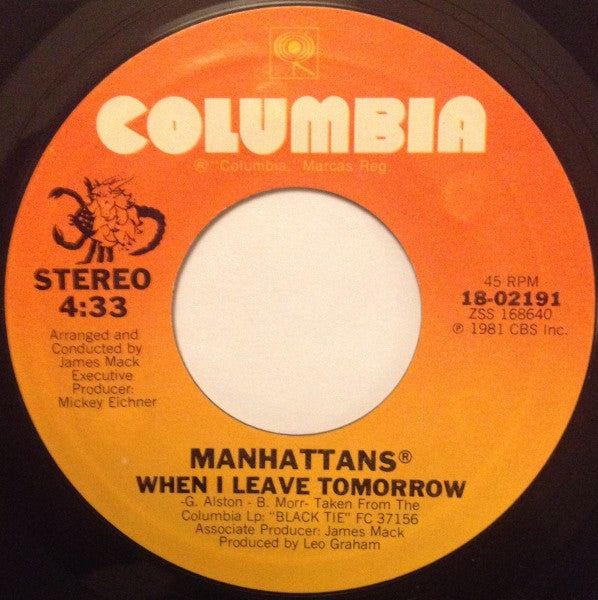 COLUMBIA
® "Columbia," Marcas Reg.
STEREO
4:33
Arranged and
Conducted by
James Mack
Executive
Producer:
Mickey Eichner
45 RPM
18-02191
ZSS 168640
℗ 1981 CBS Inc.
MANHATTANS®
WHEN I LEAVE TOMORROW
-G. Alston - B. Morr- Taken From The
Columbia Lp: "BLACK TIE" FC 37156
Associate Producer: James Mack
Produced by Leo Graham